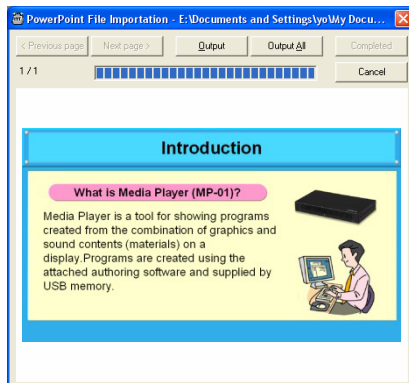 PowerPoint File Importation - E:\Documents and Settings\yo\My Docu...
< Previous page Next page > Output Output All Completed
1 / 1 Cancel
Introduction
What is Media Player (MP-01)?
Media Player is a tool for showing programs
created from the combination of graphics and
sound contents (materials) on a
display.Programs are created using the
attached authoring software and supplied by
USB memory.